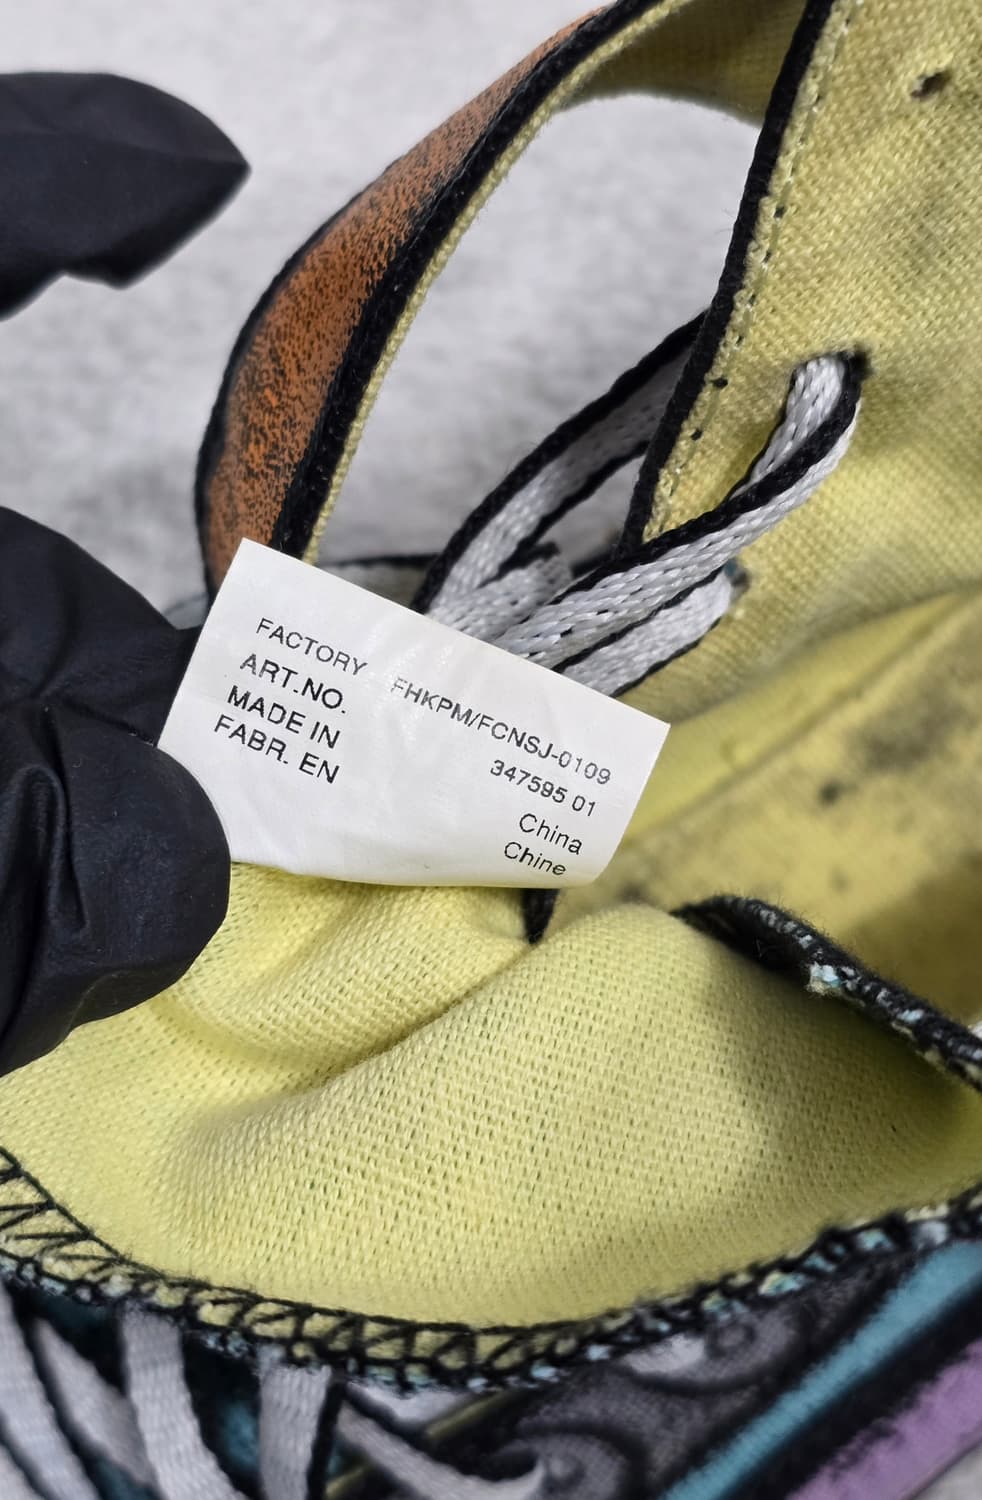 FACTORY FHKPM/FCNSJ-0109
ART.NO. 347595 01
MADE IN China
FABR. EN Chine